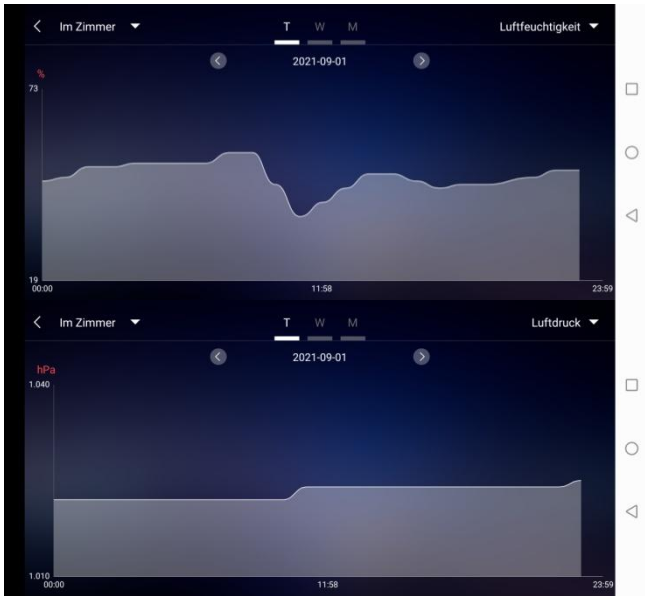 Im Zimmer T W M Luftfeuchtigkeit
2021-09-01
%
73
19
00:00 11:58 23:59
Im Zimmer T W M Luftdruck
2021-09-01
hPa
1.040
1.010
00:00 11:58 23:59